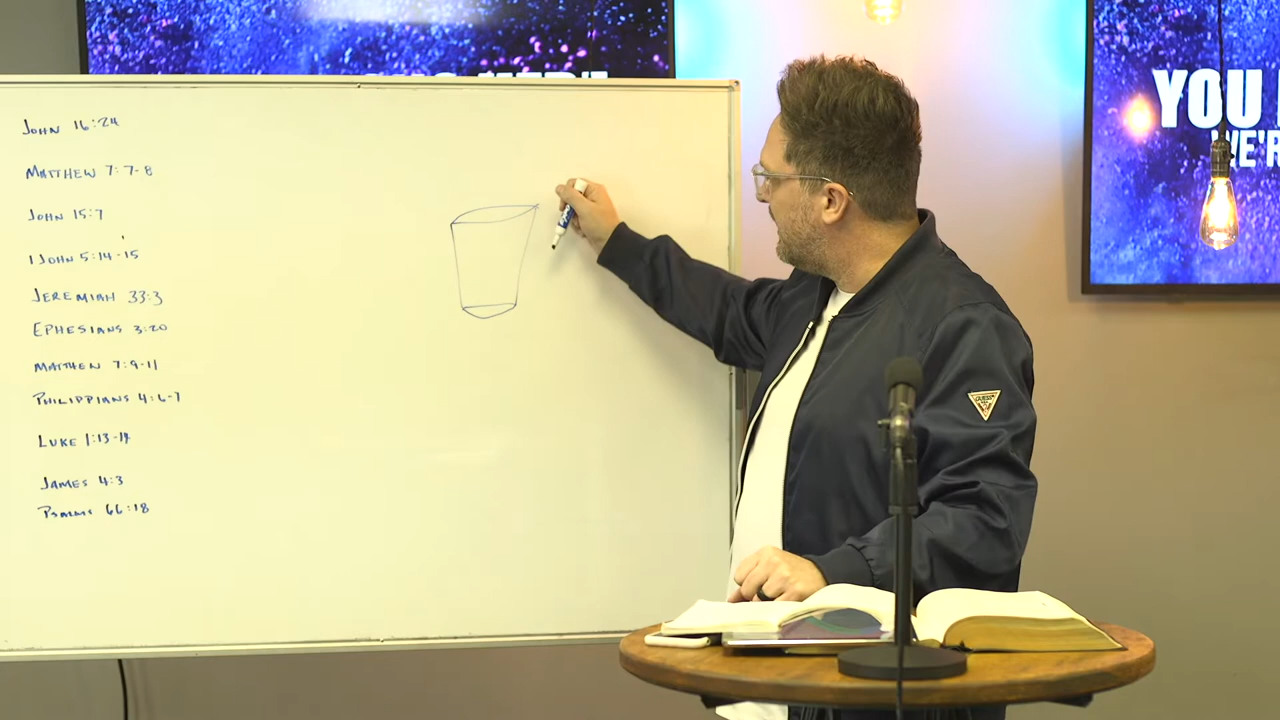 John 16:24
Matthew 7:7-8
John 15:7
1 John 5:14-15
Jeremiah 33:3
Ephesians 3:20
Matthew 7:9-11
Philippians 4:6-7
Luke 1:13-14
James 4:3
Psalms 66:18
YOU
WE'R
GUESS